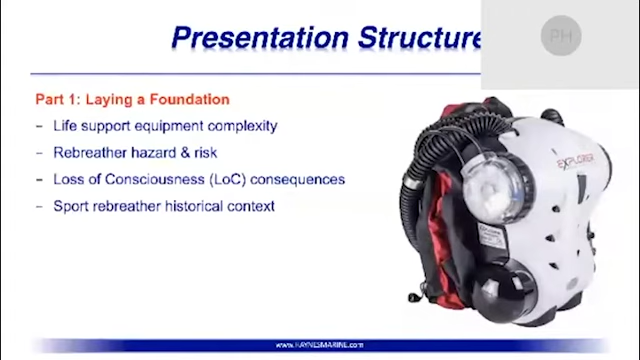 Presentation Structure
PH
Part 1: Laying a Foundation
– Life support equipment complexity
– Rebreather hazard & risk
– Loss of Consciousness (LoC) consequences
– Sport rebreather historical context
EXPLORER
www.HAYNESMARINE.com